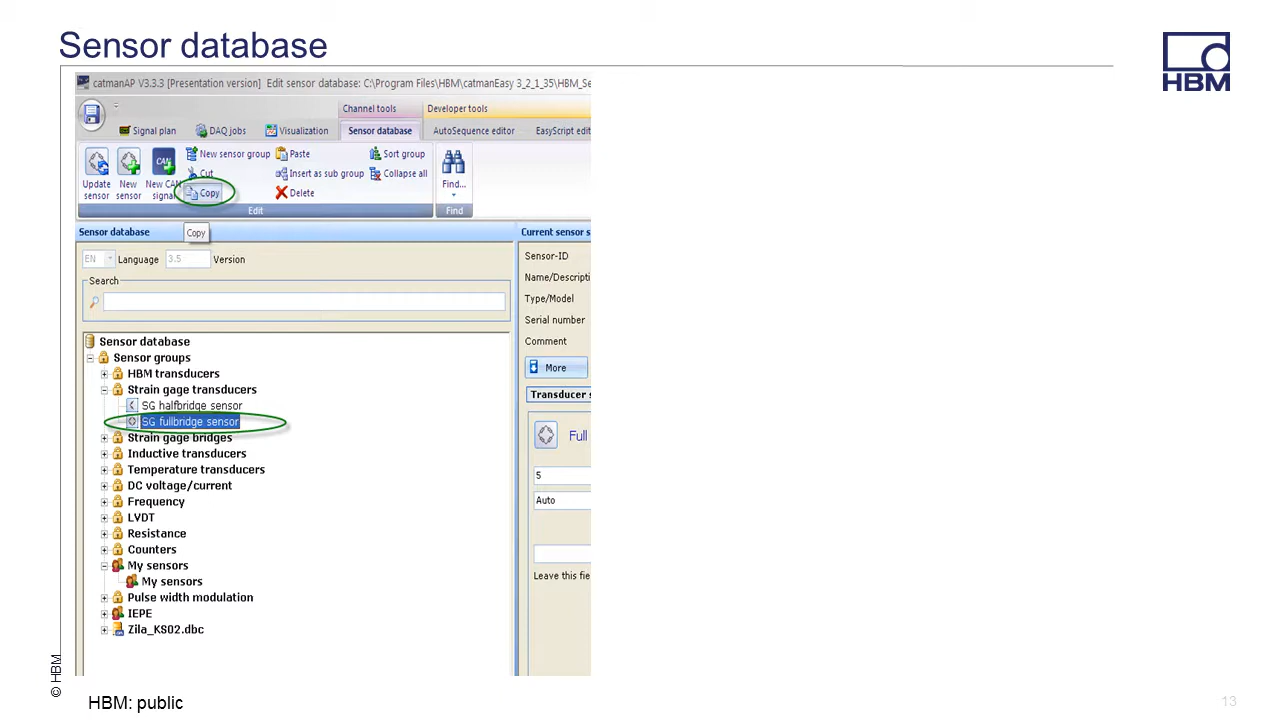 Sensor database
HBM
catmanAP V3.3.3 [Presentation version] Edit sensor database: C:\Program Files\HBM\catmanEasy 3_2_1_35/HBM_Se
Channel tools
Developer tools
Signal plan
DAQ jobs
Visualization
Sensor database
AutoSequence editor
EasyScript edit
Update sensor
New sensor
CAN
New CAN signal
New sensor group
Cut
Copy
Paste
Insert as sub group
Delete
Sort group
Collapse all
Find...
Edit
Find
Copy
Sensor database
EN
Language
3.5
Version
Search
Sensor database
Sensor groups
HBM transducers
Strain gage transducers
SG halfbridge sensor
SG fullbridge sensor
Strain gage bridges
Inductive transducers
Temperature transducers
DC voltage/current
Frequency
LVDT
Resistance
Counters
My sensors
My sensors
Pulse width modulation
IEPE
Zila_KS02.dbc
Current sensor s
Sensor-ID
Name/Descripti
Type/Model
Serial number
Comment
More
Transducer s
Full
5
Auto
Leave this fie
© HBM
HBM: public
13